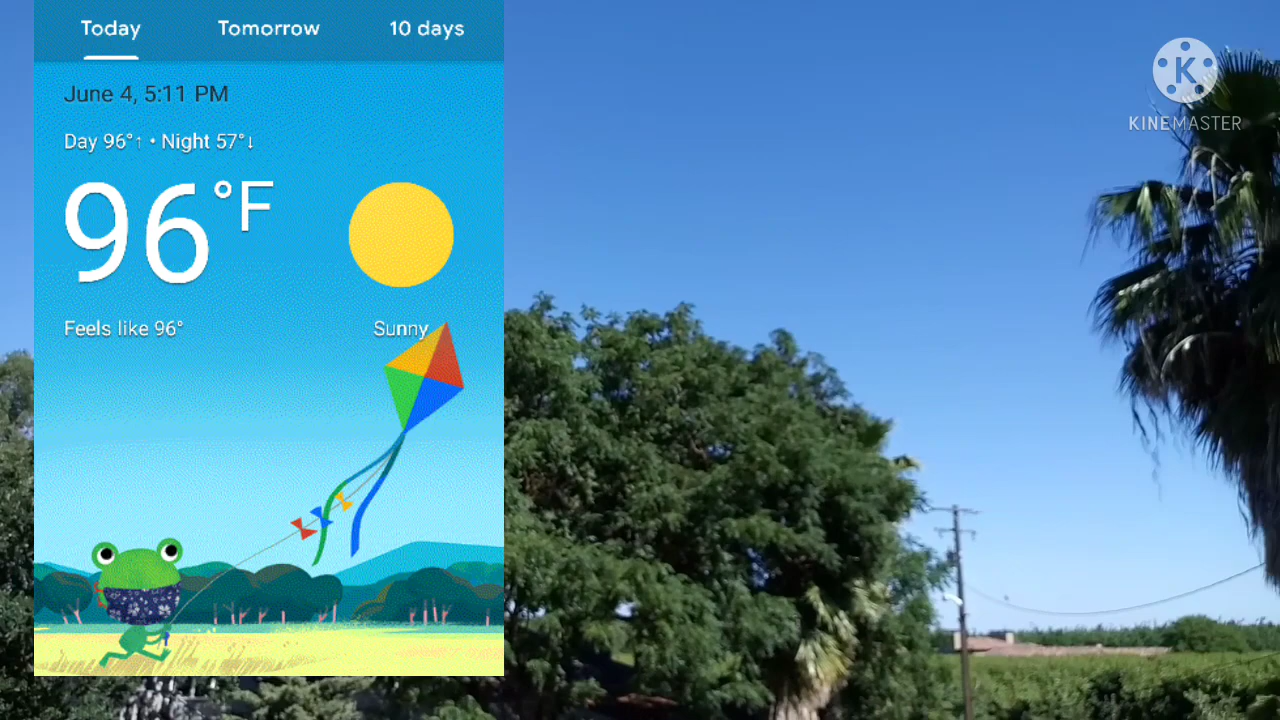 Today Tomorrow 10 days
June 4, 5:11 PM
Day 96°↑ • Night 57°↓
96°F
Feels like 96° Sunny
K
KINEMASTER